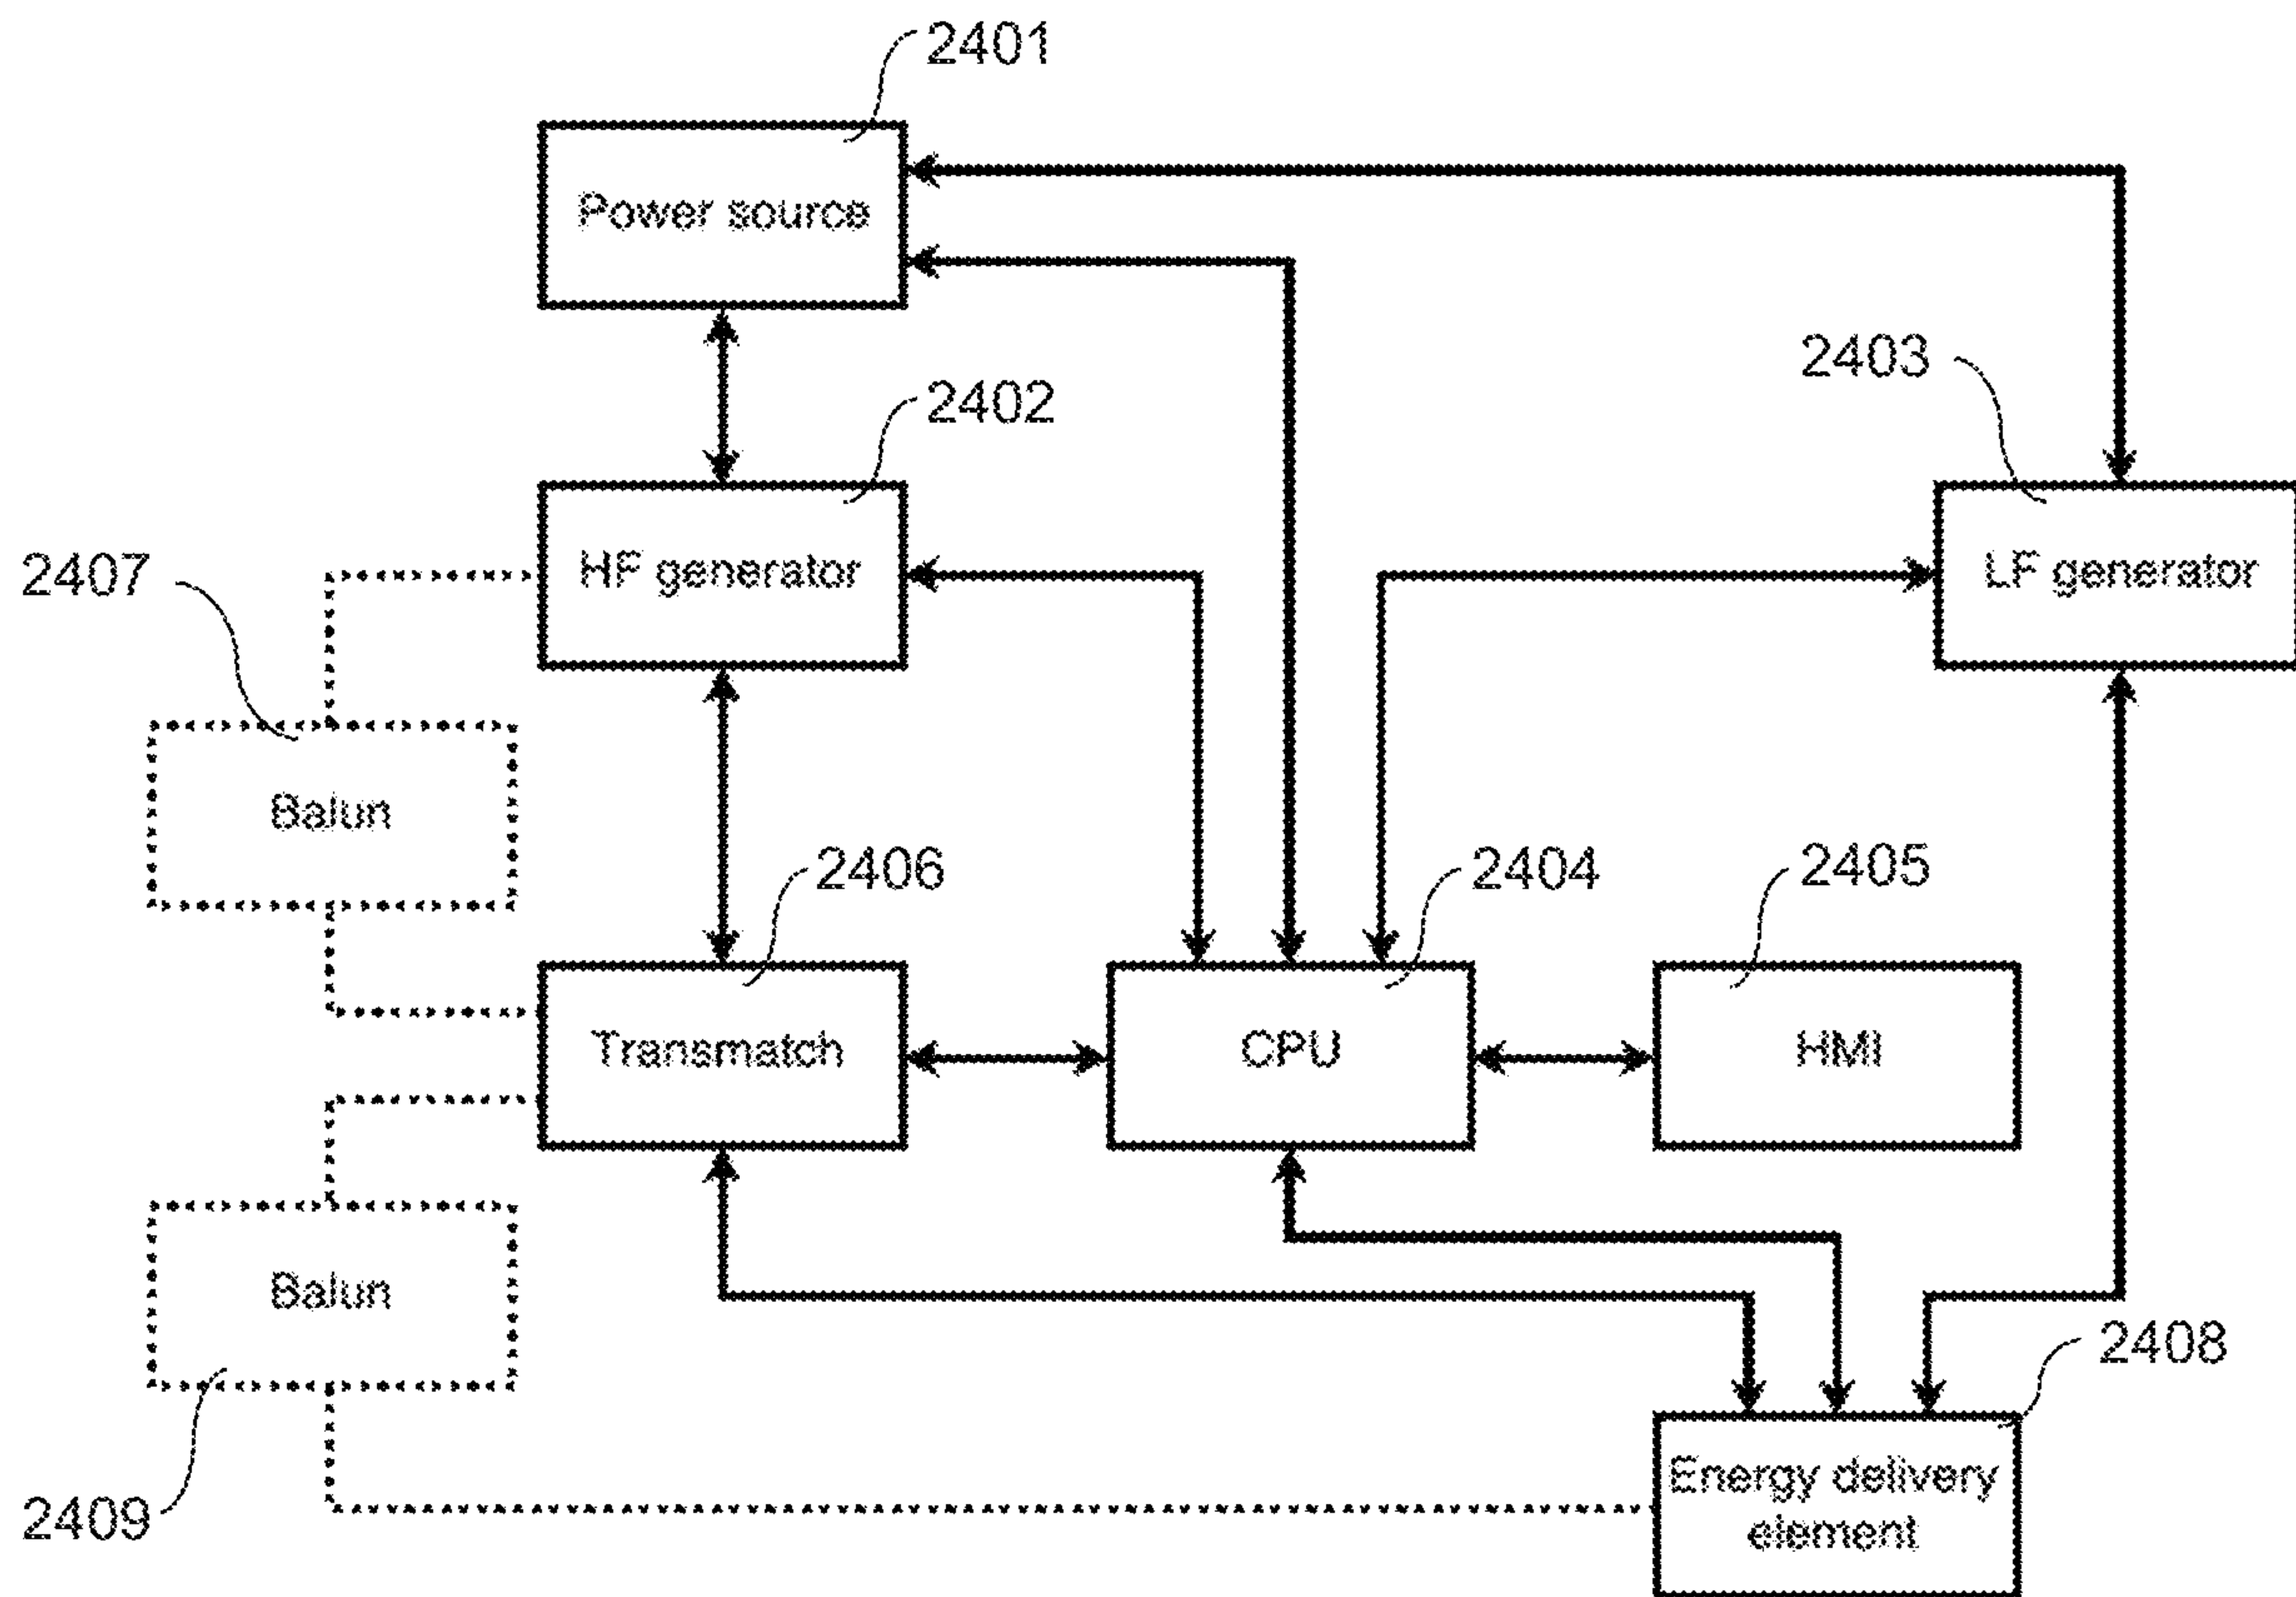 2401
Power source
2403
2402
HF generator
LF generator
2407
Balun
2406
2404
2405
Transmatch
CPU
HMI
Balun
2408
Energy delivery
element
2409